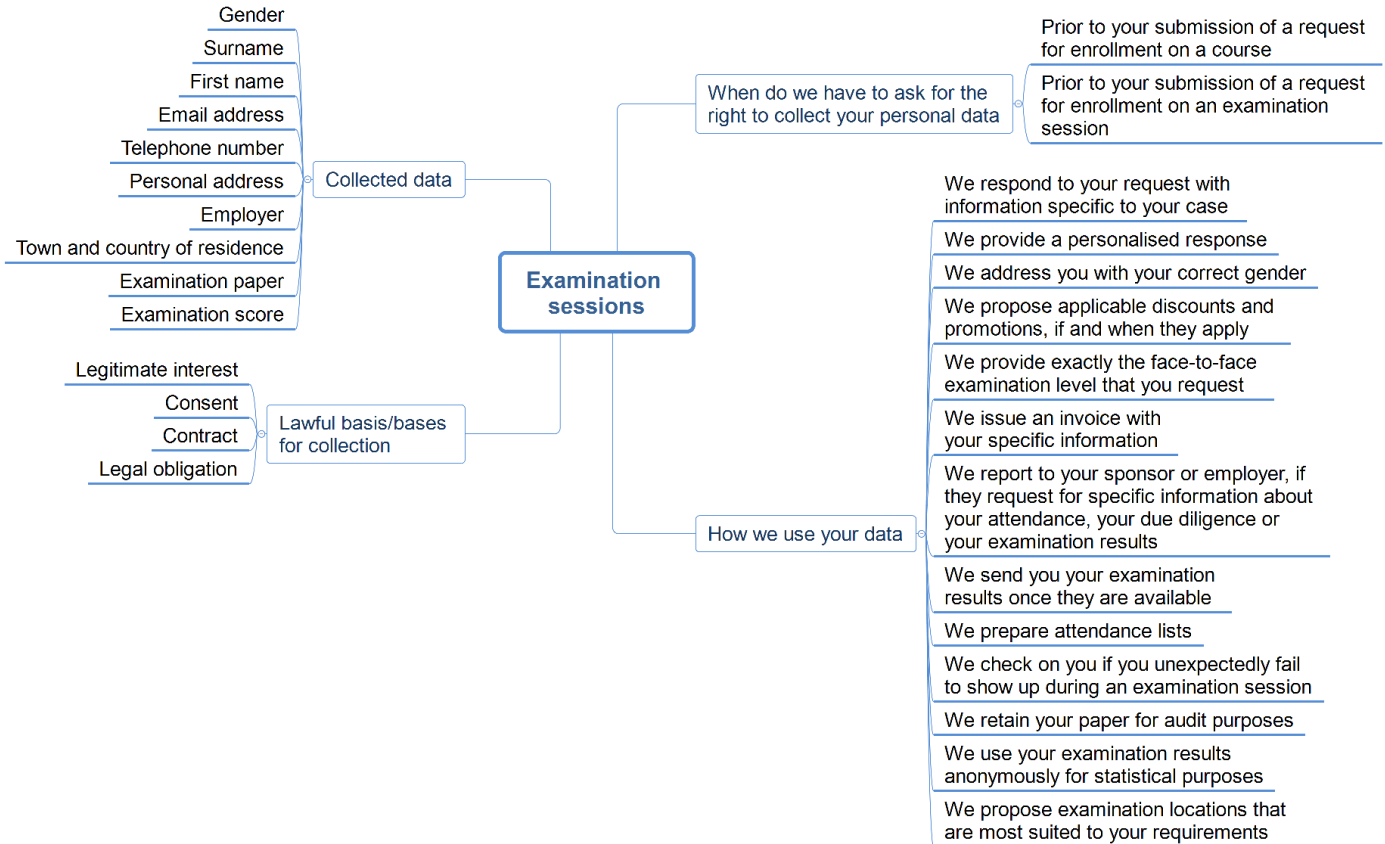 Gender
Surname
First name
Email address
Telephone number
Personal address
Employer
Town and country of residence
Examination paper
Examination score
Collected data
Legitimate interest
Consent
Contract
Legal obligation
Lawful basis/bases
for collection
Examination
sessions
When do we have to ask for the
right to collect your personal data
Prior to your submission of a request
for enrollment on a course
Prior to your submission of a request
for enrollment on an examination
session
How we use your data
We respond to your request with
information specific to your case
We provide a personalised response
We address you with your correct gender
We propose applicable discounts and
promotions, if and when they apply
We provide exactly the face-to-face
examination level that you request
We issue an invoice with
your specific information
We report to your sponsor or employer, if
they request for specific information about
your attendance, your due diligence or
your examination results
We send you your examination
results once they are available
We prepare attendance lists
We check on you if you unexpectedly fail
to show up during an examination session
We retain your paper for audit purposes
We use your examination results
anonymously for statistical purposes
We propose examination locations that
are most suited to your requirements